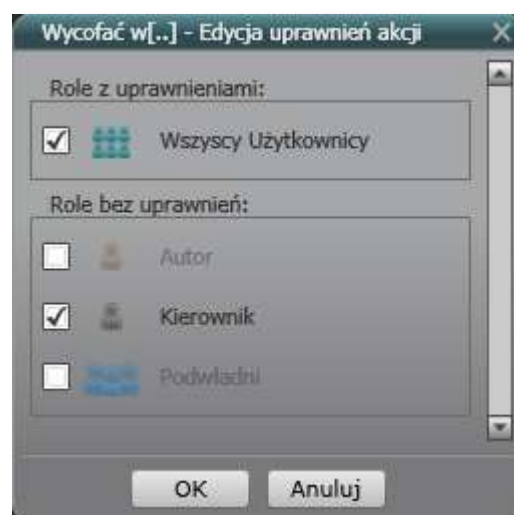 Wycofać w[..] - Edycja uprawnień akcji
Role z uprawnieniami:
Wszyscy Użytkownicy
Role bez uprawnień:
Autor
Kierownik
Podwładni
OK Anuluj